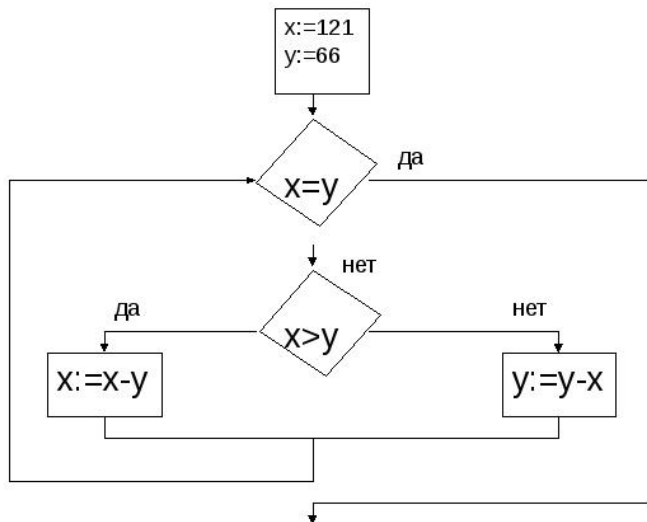 x:=121
y:=66
да
x=y
нет
да
нет
x>y
x:=x-y
y:=y-x